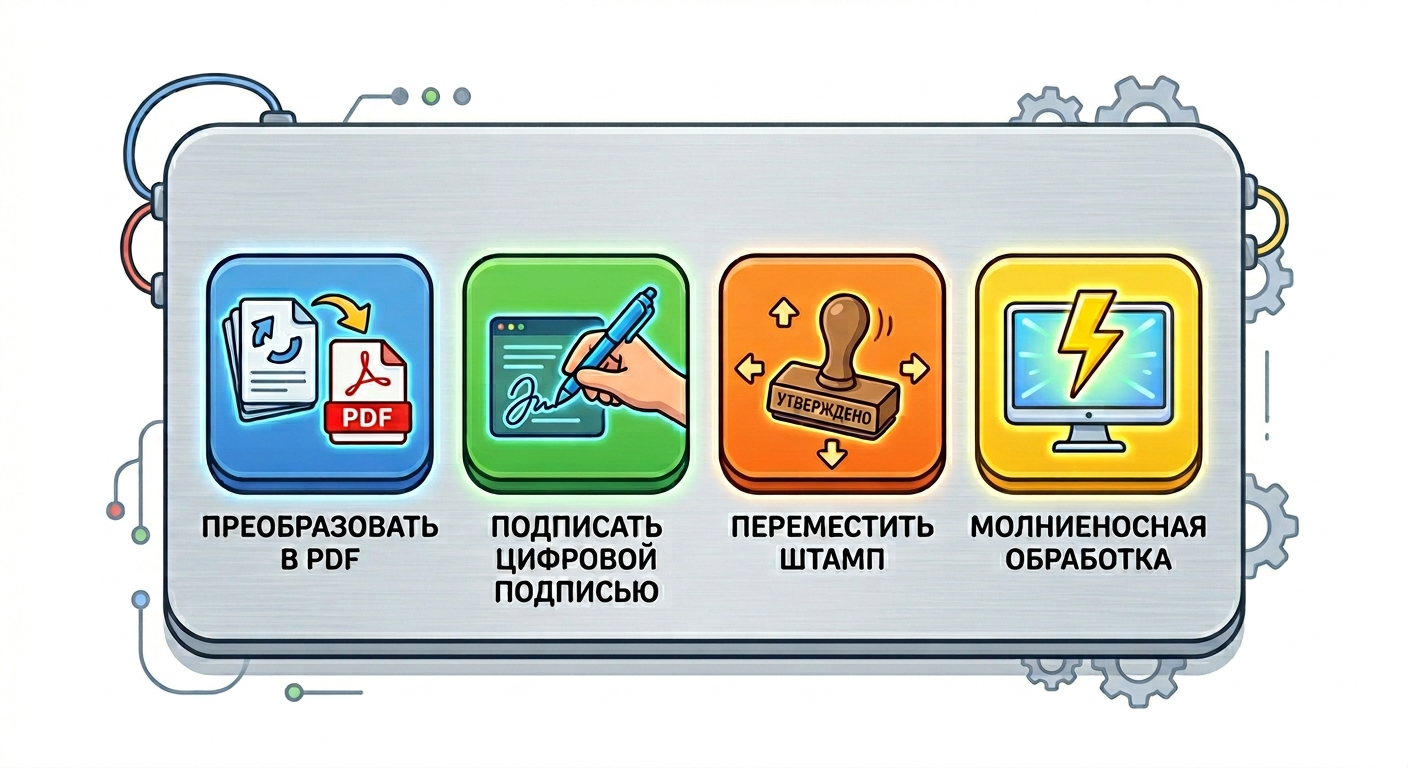 PDF
УТВЕРЖДЕНО
ПРЕОБРАЗОВАТЬ
В PDF
ПОДПИСАТЬ
ЦИФРОВОЙ
ПОДПИСЬЮ
ПЕРЕМЕСТИТЬ
ШТАМП
МОЛНИЕНОСНАЯ
ОБРАБОТКА